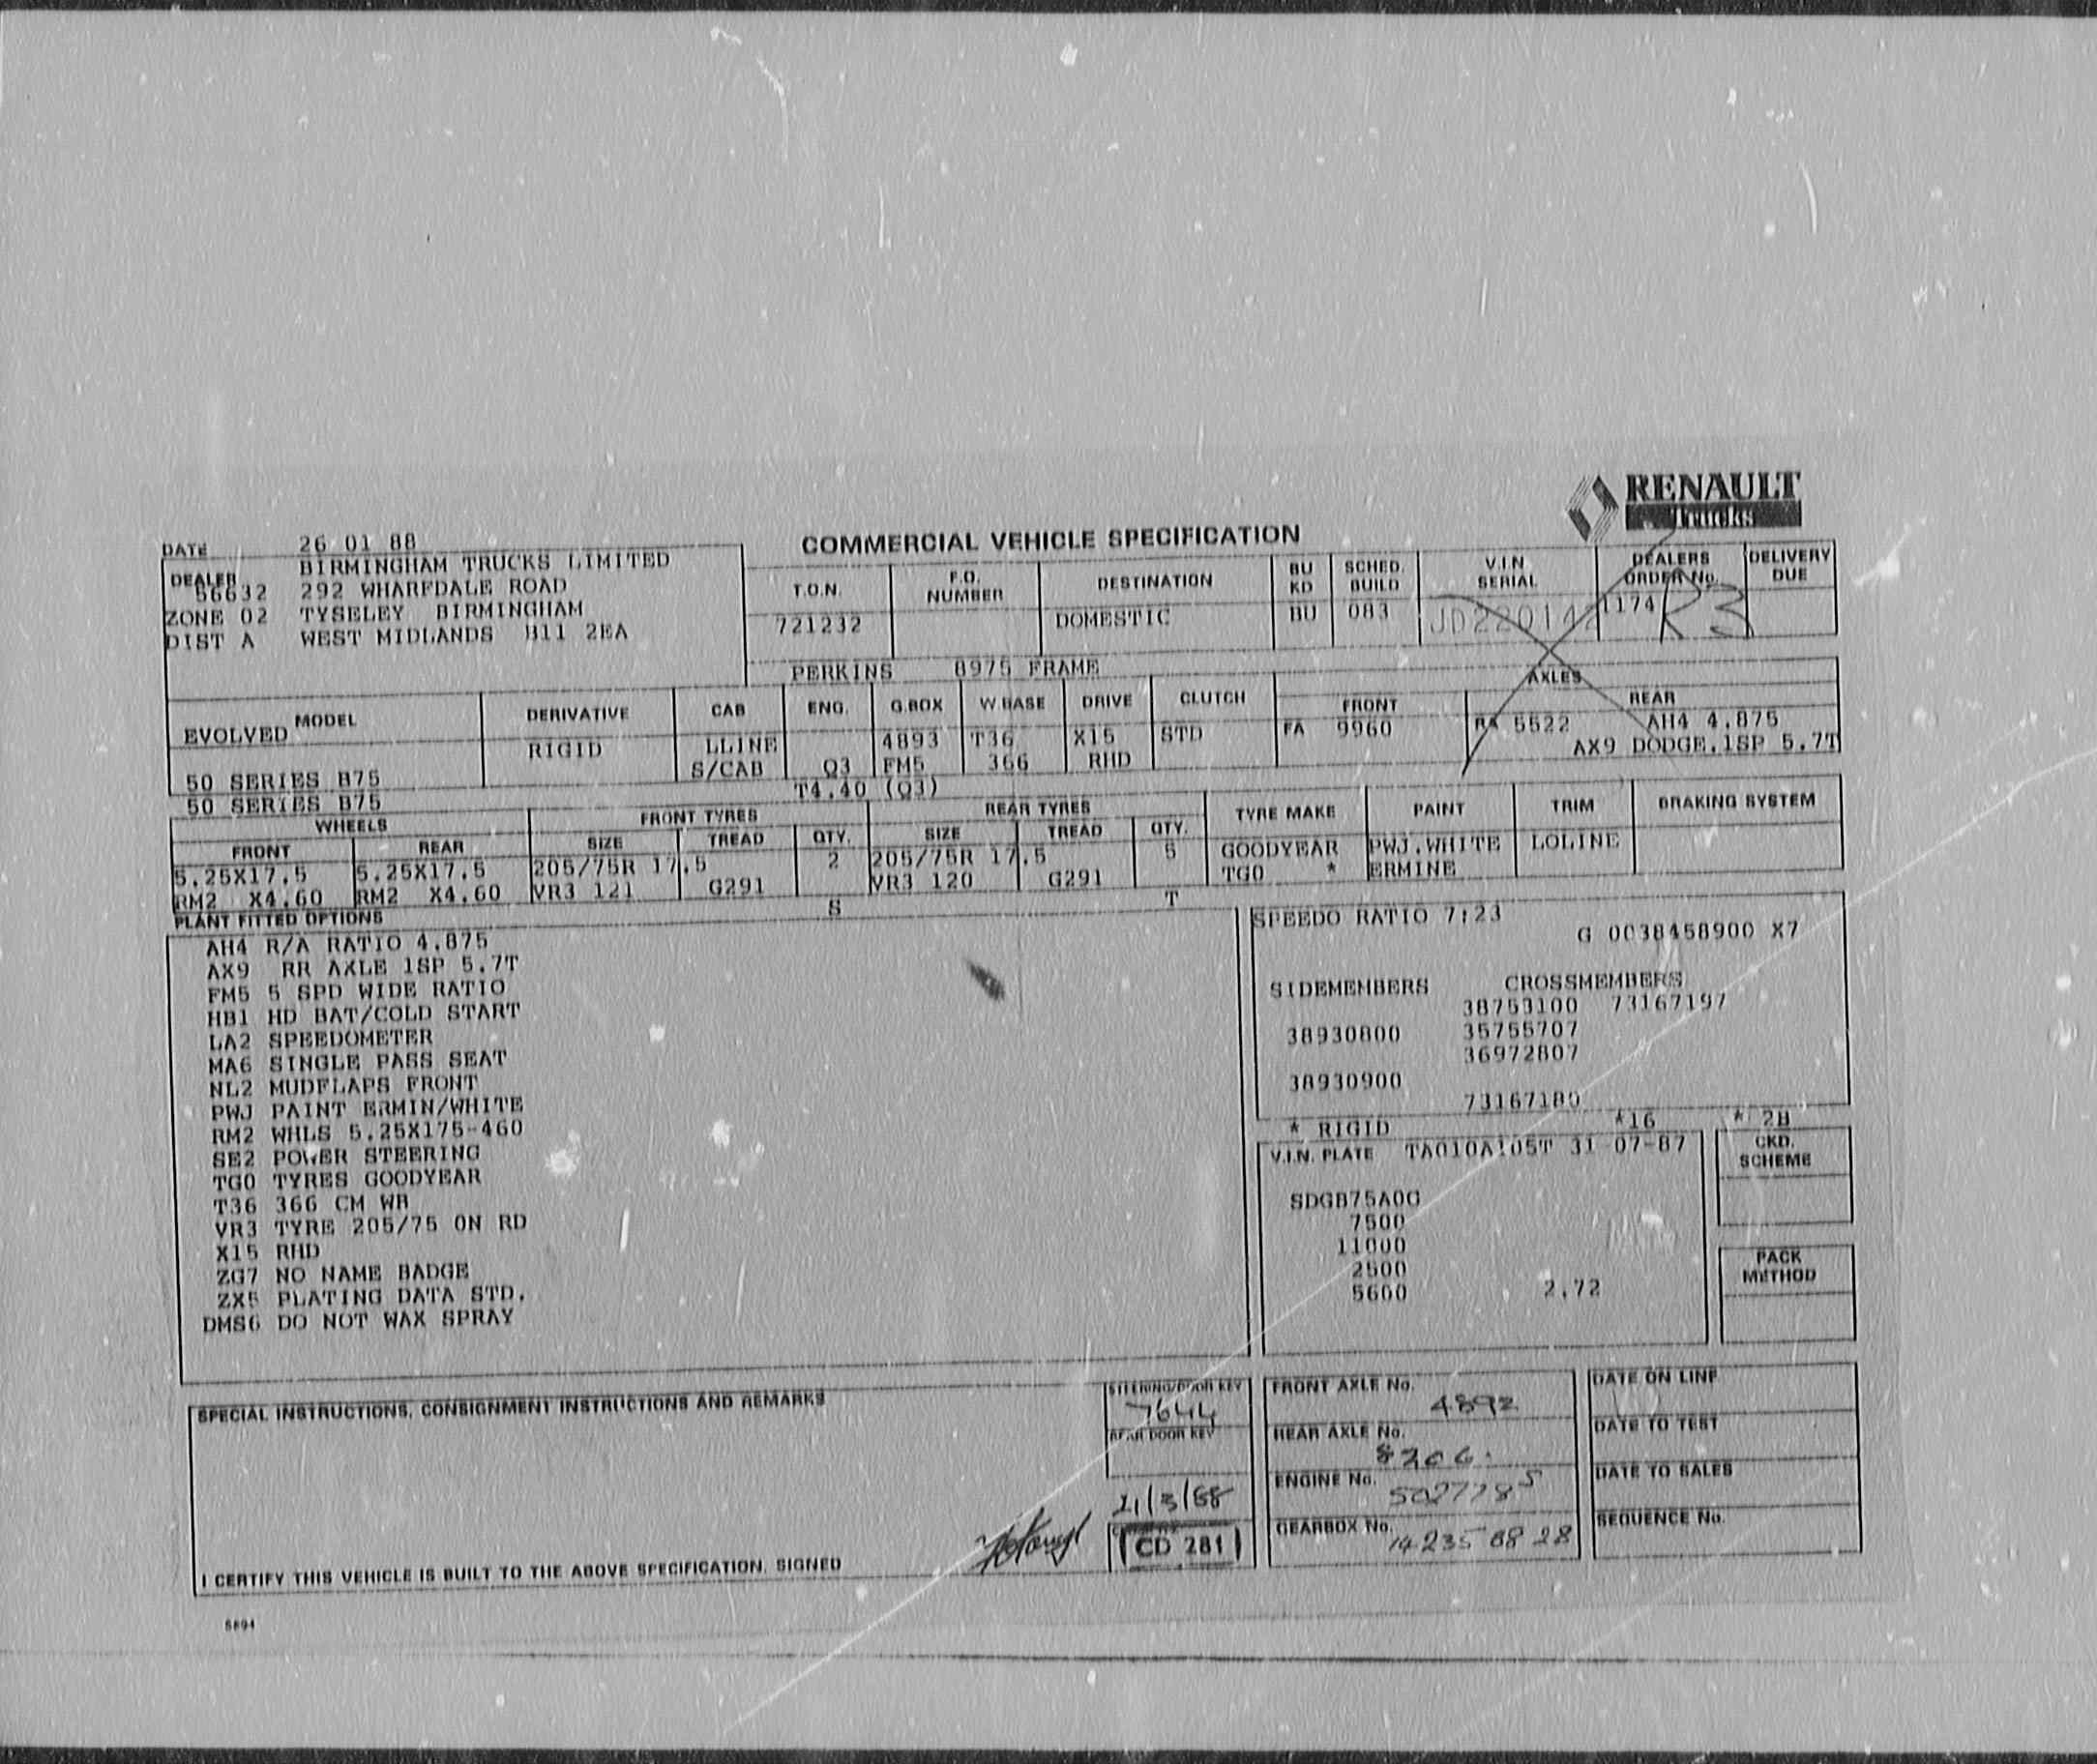 RENAULT
Trucks
COMMERCIAL VEHICLE SPECIFICATION
DATE 26 01 88
DEALER BIRMINGHAM TRUCKS LIMITED
56632 292 WHARFDALE ROAD
ZONE 02 TYSELEY BIRMINGHAM
DIST A WEST MIDLANDS B11 2EA
T.O.N. F.O. NUMBER DESTINATION BU KD SCHED. BUILD V.I.N SERIAL DEALERS ORDER No. DELIVERY DUE
721232 DOMESTIC BU 083 JD220142 1174 R3
PERKINS 8975 FRAME
MODEL DERIVATIVE CAB ENG. G.BOX W.BASE DRIVE CLUTCH AXLES FRONT REAR
EVOLVED RIGID LLINE 4893 T36 X15 STD FA 9960 RA 5522 AH4 4.875
50 SERIES B75 S/CAB Q3 FM5 366 RHD AX9 DODGE.1SP 5.7T
50 SERIES B75 T4.40 (Q3)
WHEELS FRONT TYRES REAR TYRES TYRE MAKE PAINT TRIM BRAKING SYSTEM
FRONT REAR SIZE TREAD QTY. SIZE TREAD QTY.
5.25X17.5 5.25X17.5 205/75R 17.5 2 205/75R 17.5 5 GOODYEAR PWJ.WHITE LOLINE
RM2 X4.60 RM2 X4.60 VR3 121 G291 VR3 120 G291 TG0 * ERMINE
S T
PLANT FITTED OPTIONS
AH4 R/A RATIO 4.875
AX9 RR AXLE 1SP 5.7T
FM5 5 SPD WIDE RATIO
HB1 HD BAT/COLD START
LA2 SPEEDOMETER
MA6 SINGLE PASS SEAT
NL2 MUDFLAPS FRONT
PWJ PAINT ERMIN/WHITE
RM2 WHLS 5.25X175-460
SE2 POWER STEERING
TG0 TYRES GOODYEAR
T36 366 CM WB
VR3 TYRE 205/75 ON RD
X15 RHD
ZG7 NO NAME BADGE
ZX5 PLATING DATA STD.
DMS6 DO NOT WAX SPRAY
SPEEDO RATIO 7:23
G 0038458900 X7
SIDEMEMBERS CROSSMEMBERS
38753100 73167197
38930800 35755707
36972807
38930900
73167180
* RIGID *16 * 2B
V.I.N. PLATE TA010A105T 31 07-87
SDGB75A0G
7500
11000
2500
5600 2.72
CKD. SCHEME
PACK METHOD
SPECIAL INSTRUCTIONS, CONSIGNMENT INSTRUCTIONS AND REMARKS
STEERING/DOOR KEY
7644
REAR DOOR KEY
21/3/88
CD 281
FRONT AXLE No. 4892
REAR AXLE No. 8206.
ENGINE No. 5027785
GEARBOX No. 14235 88 28
DATE ON LINE
DATE TO TEST
DATE TO SALES
SEQUENCE No.
I CERTIFY THIS VEHICLE IS BUILT TO THE ABOVE SPECIFICATION. SIGNED
5894